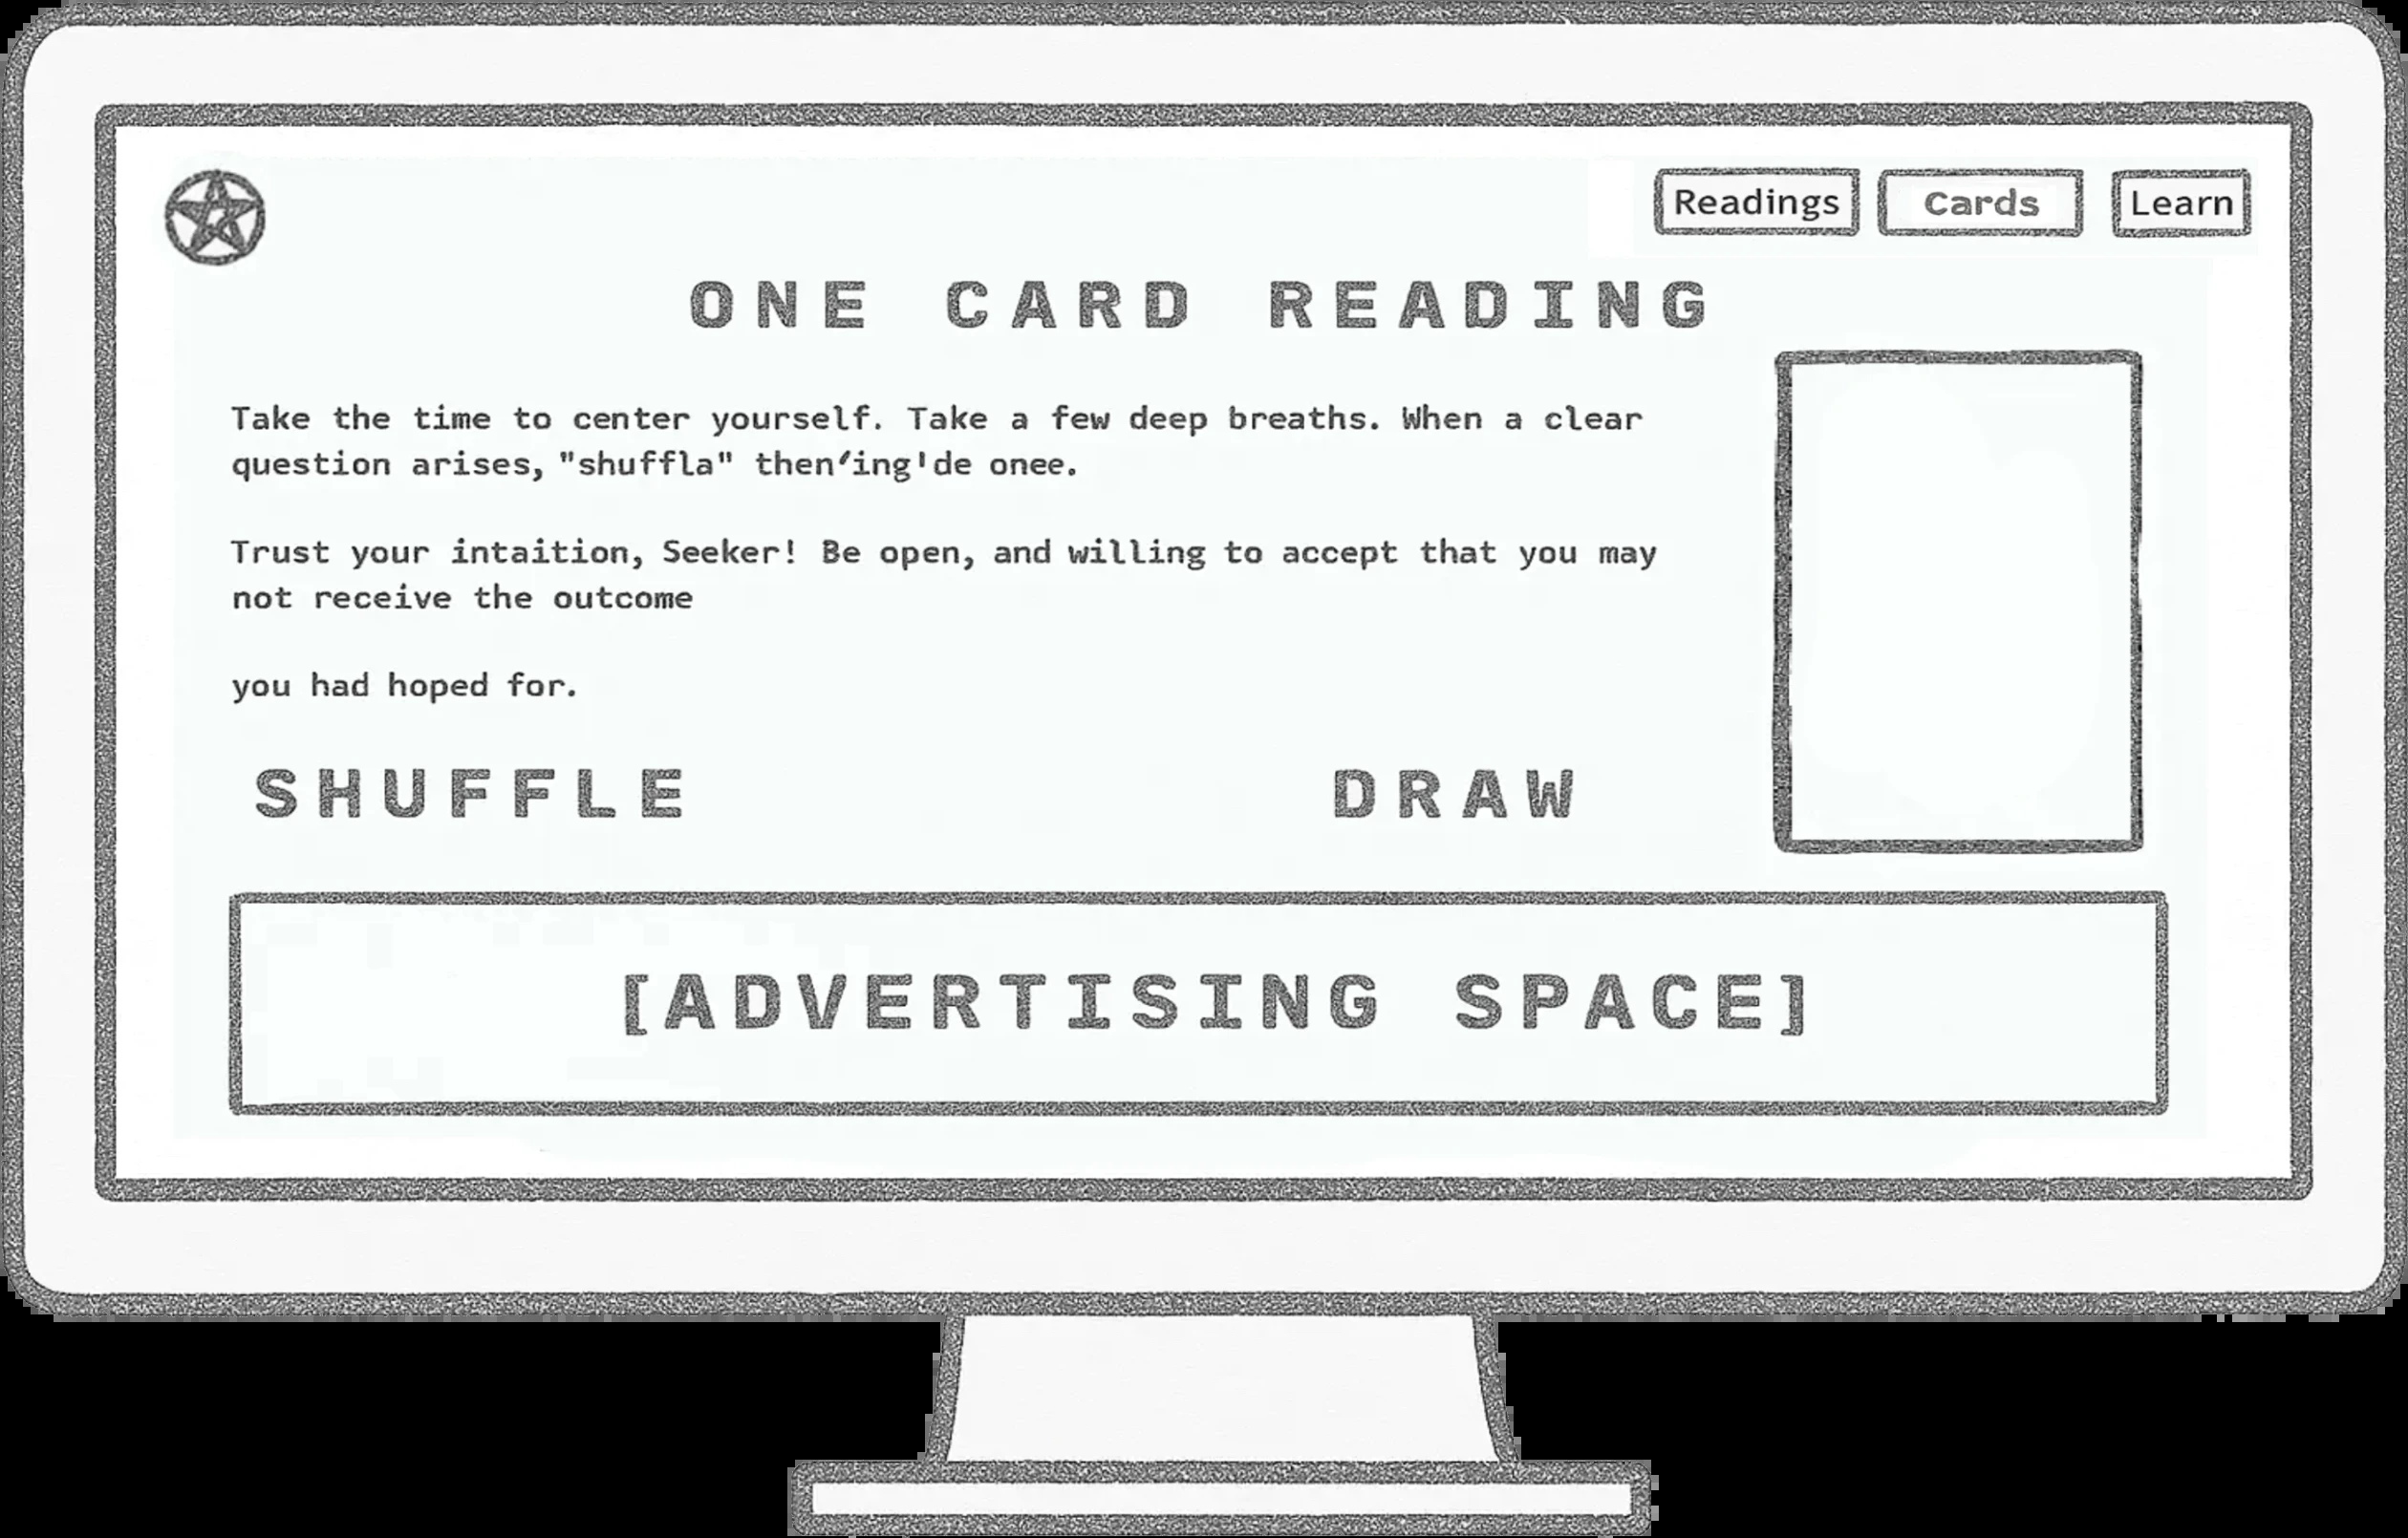 Readings Cards Learn
ONE CARD READING
Take the time to center yourself. Take a few deep breaths. When a clear
question arises, "shuffla" then‘ing'de onee.
Trust your intaition, Seeker! Be open, and willing to accept that you may
not receive the outcome
you had hoped for.
SHUFFLE DRAW
[ADVERTISING SPACE]